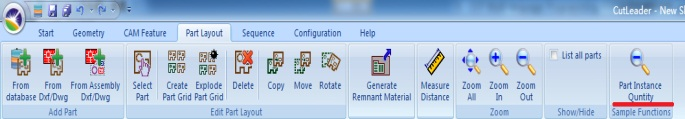 CutLeader - New S
Start Geometry CAM Feature Part Layout Sequence Configuration Help
From database From Dxf/Dwg From Assembly Dxf/Dwg Select Part Create Part Grid Explode Part Grid Delete Copy Move Rotate Generate Remnant Material Measure Distance Zoom All Zoom In Zoom Out List all parts Part Instance Quntity
Add Part Edit Part Layout Zoom Show/Hide Sample Functions